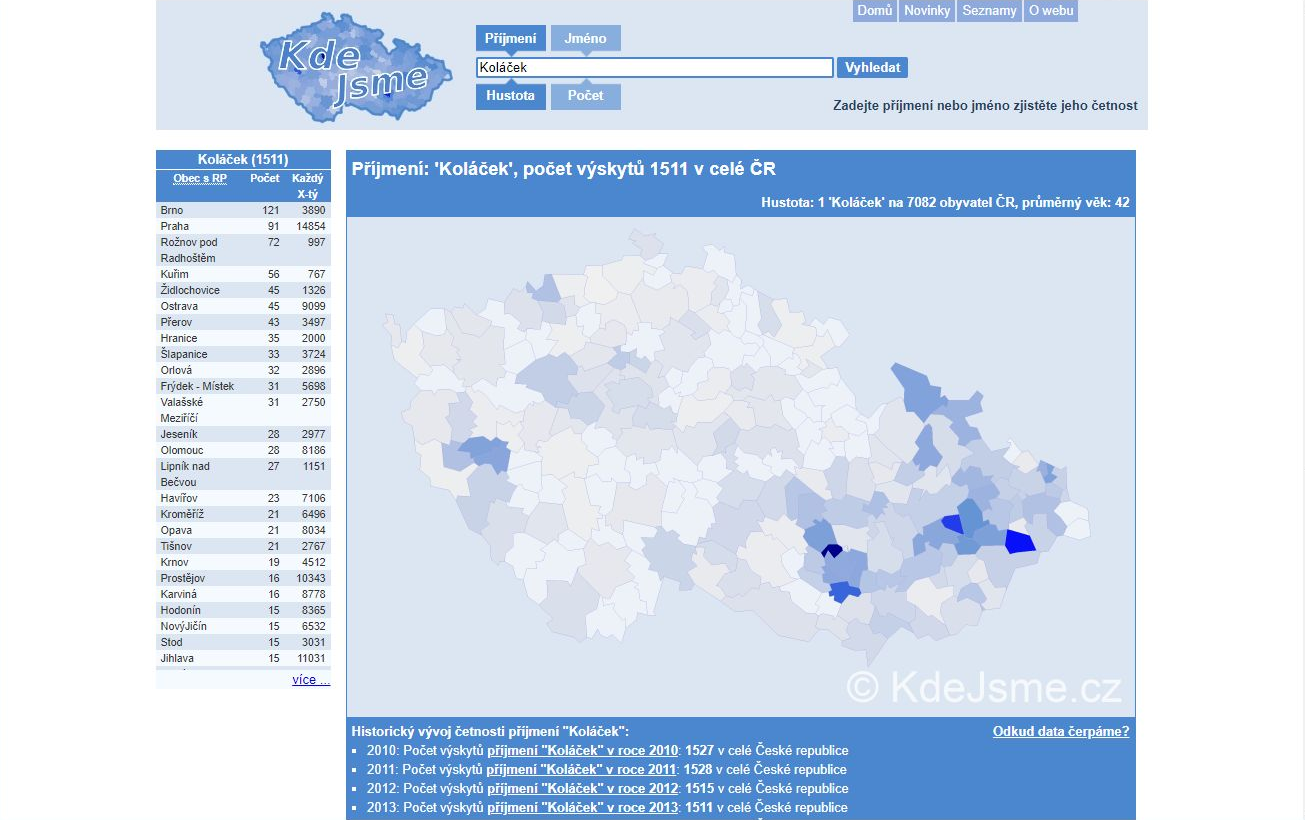 Domů Novinky Seznamy O webu
Kde
Jsme
Příjmení Jméno
Koláček Vyhledat
Hustota Počet
Zadejte příjmení nebo jméno zjistěte jeho četnost
Koláček (1511)
Obec s RP Počet Každý
X-tý
Brno 121 3890
Praha 91 14854
Rožnov pod 72 997
Radhoštěm
Kuřim 56 767
Židlochovice 45 1326
Ostrava 45 9099
Přerov 43 3497
Hranice 35 2000
Šlapanice 33 3724
Orlová 32 2896
Frýdek - Místek 31 5698
Valašské 31 2750
Meziříčí
Jeseník 28 2977
Olomouc 28 8186
Lipník nad 27 1151
Bečvou
Havířov 23 7106
Kroměříž 21 6496
Opava 21 8034
Tišnov 21 2767
Krnov 19 4512
Prostějov 16 10343
Karviná 16 8778
Hodonín 15 8365
NovýJičín 15 6532
Stod 15 3031
Jihlava 15 11031
více ...
Příjmení: 'Koláček', počet výskytů 1511 v celé ČR
Hustota: 1 'Koláček' na 7082 obyvatel ČR, průměrný věk: 42
© KdeJsme.cz
Historický vývoj četnosti příjmení "Koláček": Odkud data čerpáme?
2010: Počet výskytů příjmení "Koláček" v roce 2010: 1527 v celé České republice
2011: Počet výskytů příjmení "Koláček" v roce 2011: 1528 v celé České republice
2012: Počet výskytů příjmení "Koláček" v roce 2012: 1515 v celé České republice
2013: Počet výskytů příjmení "Koláček" v roce 2013: 1511 v celé České republice